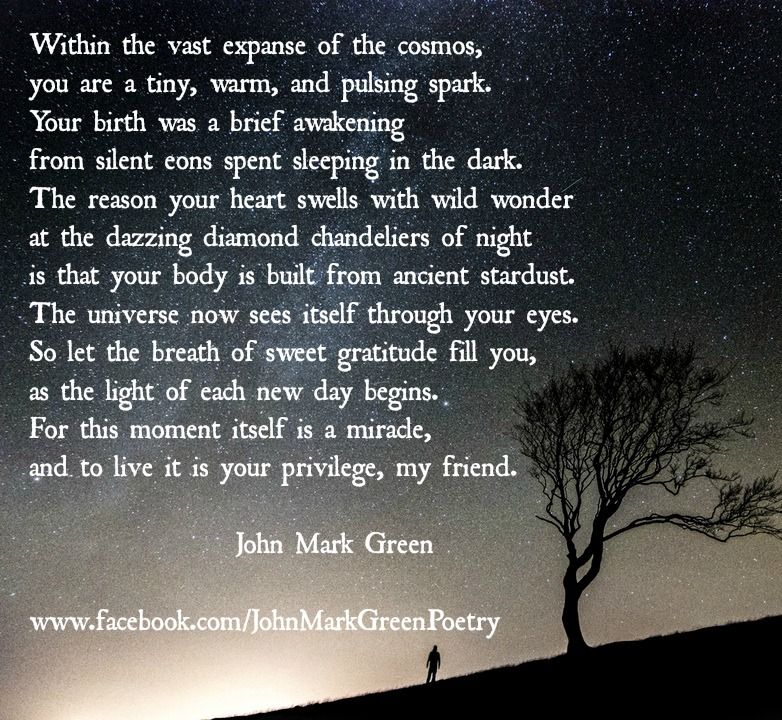 Within the vast expanse of the cosmos,
you are a tiny, warm, and pulsing spark.
Your birth was a brief awakening
from silent eons spent sleeping in the dark.
The reason your heart swells with wild wonder
at the dazzing diamond chandeliers of night
is that your body is built from ancient stardust.
The universe now sees itself through your eyes.
So let the breath of sweet gratitude fill you,
as the light of each new day begins.
For this moment itself is a miracle,
and to live it is your privilege, my friend.
John Mark Green
www.facebook.com/JohnMarkGreenPoetry